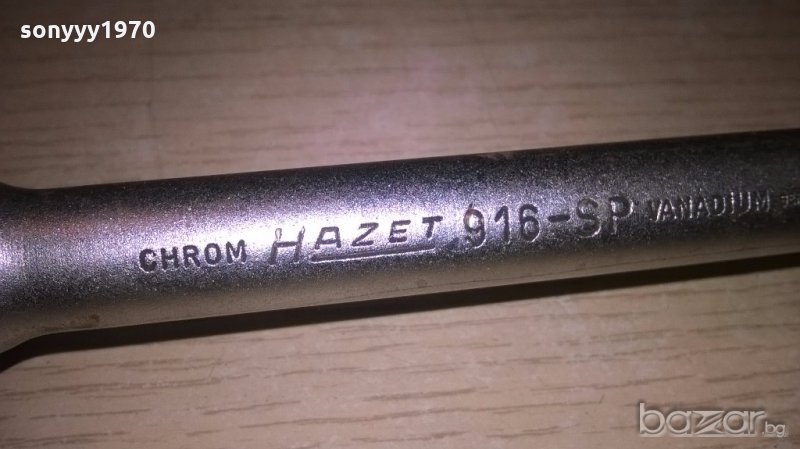 sonyyy1970
CHROM HAZET 916-SP VANADIUM
bazar.bg